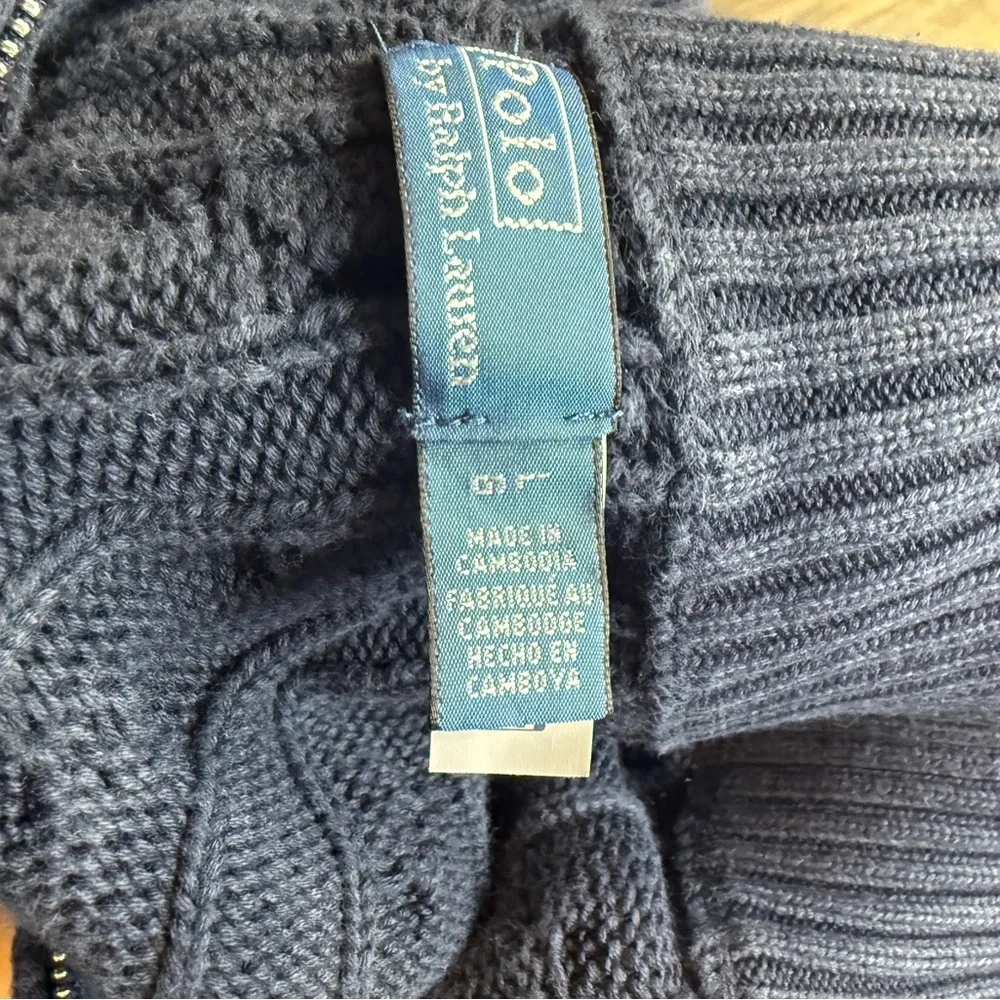 Polo
by Ralph Lauren
L
G
MADE IN
CAMBODIA
FABRIQUÉ AU
CAMBODGE
HECHO EN
CAMBOYA